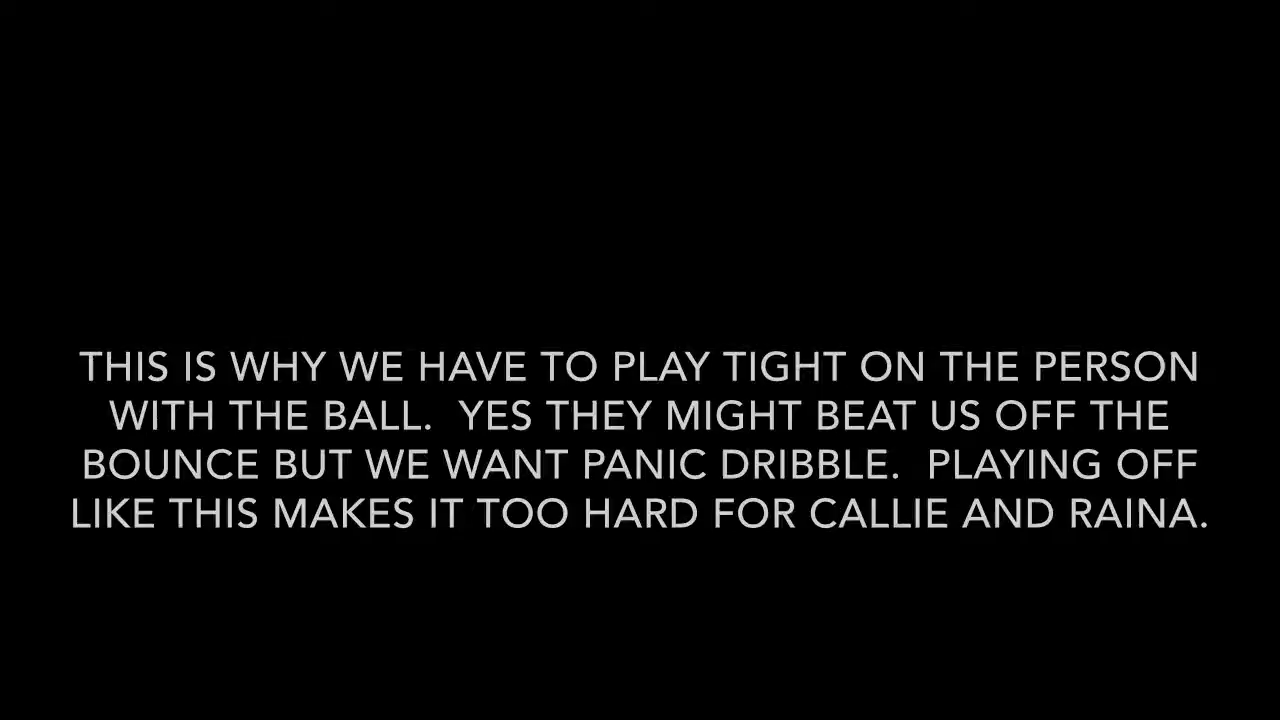 THIS IS WHY WE HAVE TO PLAY TIGHT ON THE PERSON
WITH THE BALL.  YES THEY MIGHT BEAT US OFF THE
BOUNCE BUT WE WANT PANIC DRIBBLE.  PLAYING OFF
LIKE THIS MAKES IT TOO HARD FOR CALLIE AND RAINA.